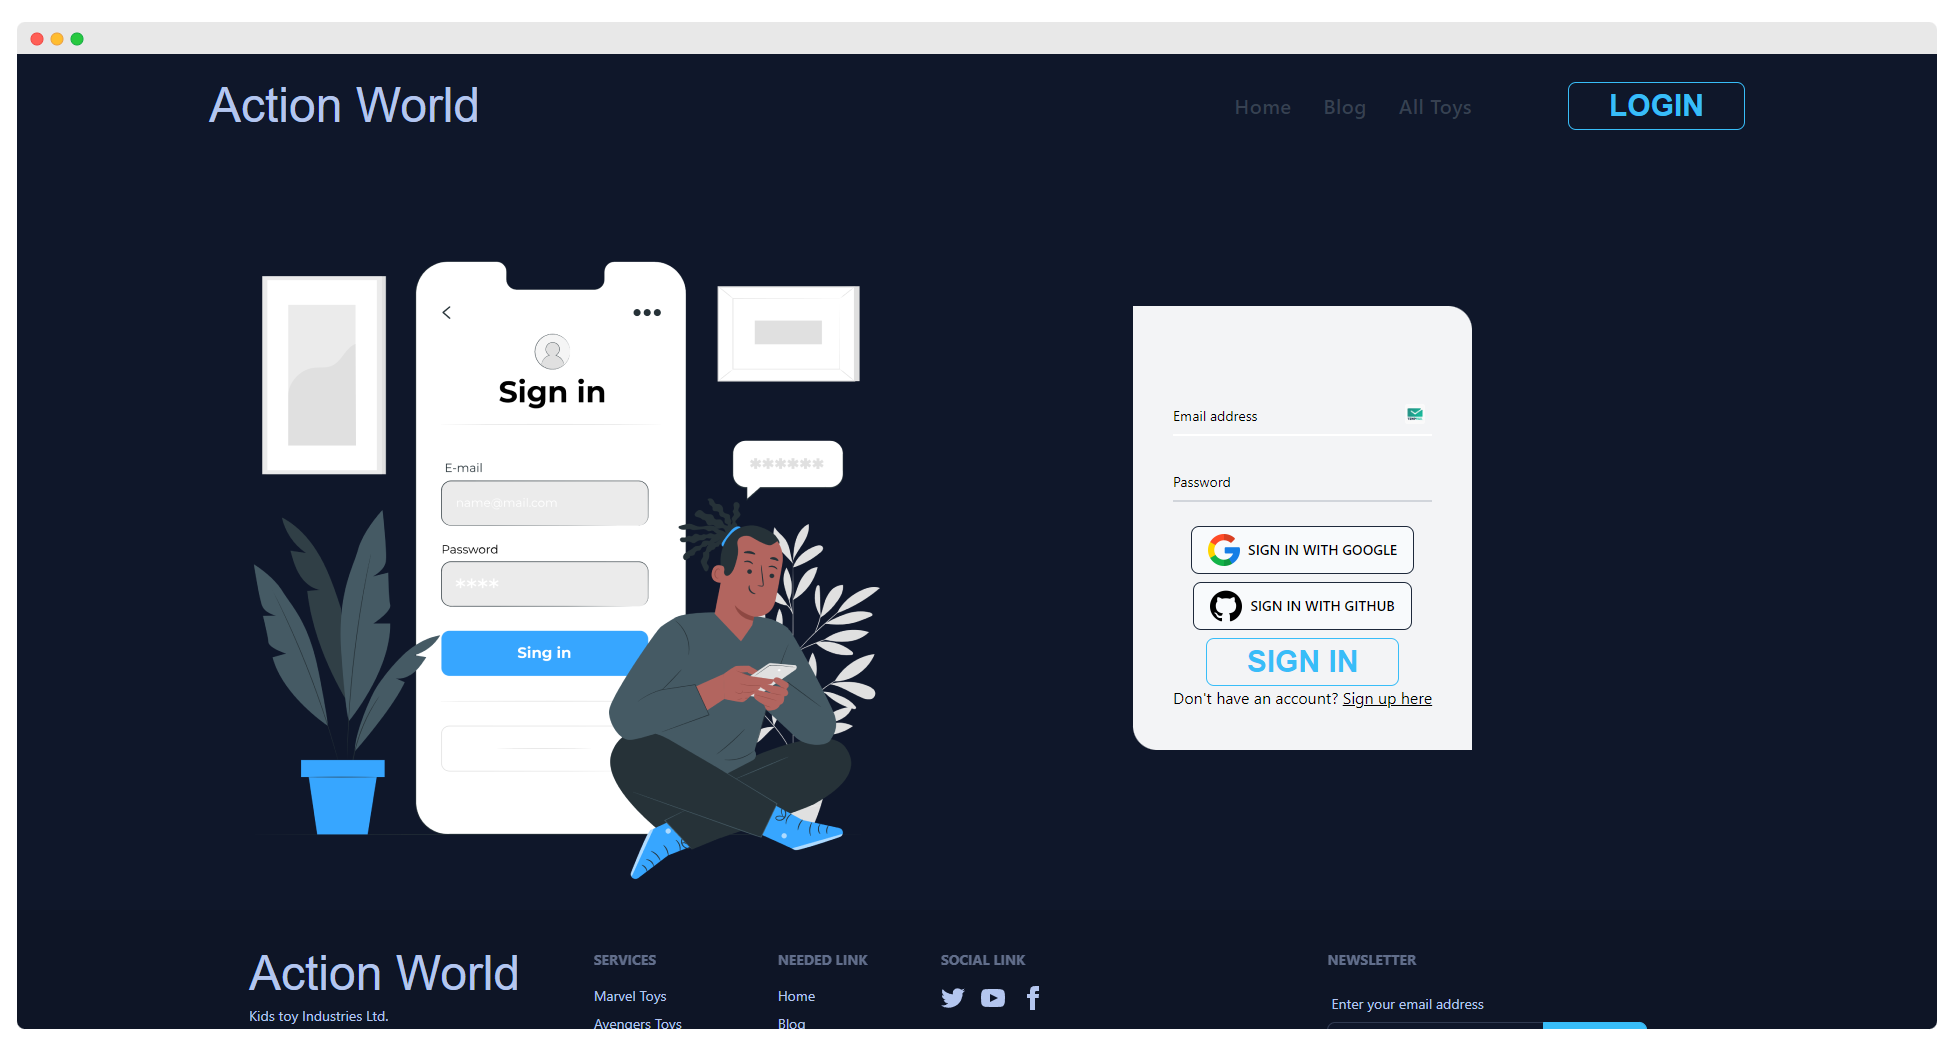 Action World
Home Blog All Toys
LOGIN
Sign in
E-mail
name@mail.com
Password
****
Sing in
******
Email address
Password
SIGN IN WITH GOOGLE
SIGN IN WITH GITHUB
SIGN IN
Don't have an account? Sign up here
Action World
Kids toy Industries Ltd.
SERVICES
Marvel Toys
Avengers Toys
NEEDED LINK
Home
Blog
SOCIAL LINK
NEWSLETTER
Enter your email address